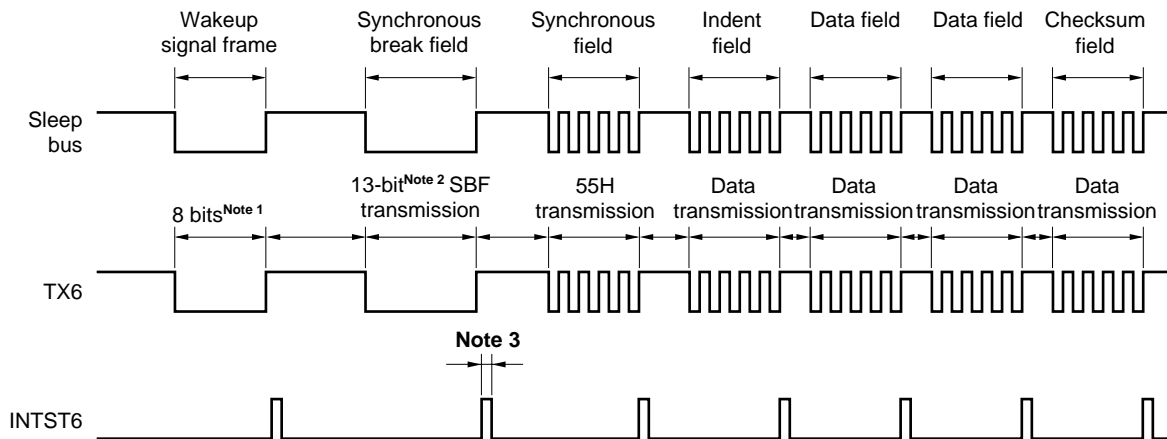 Wakeup
signal frame
Synchronous
break field
Synchronous
field
Indent
field
Data field
Data field
Checksum
field
Sleep
bus
8 bitsNote 1
13-bitNote 2 SBF
transmission
55H
transmission
Data
transmission
Data
transmission
Data
transmission
Data
transmission
TX6
Note 3
INTST6